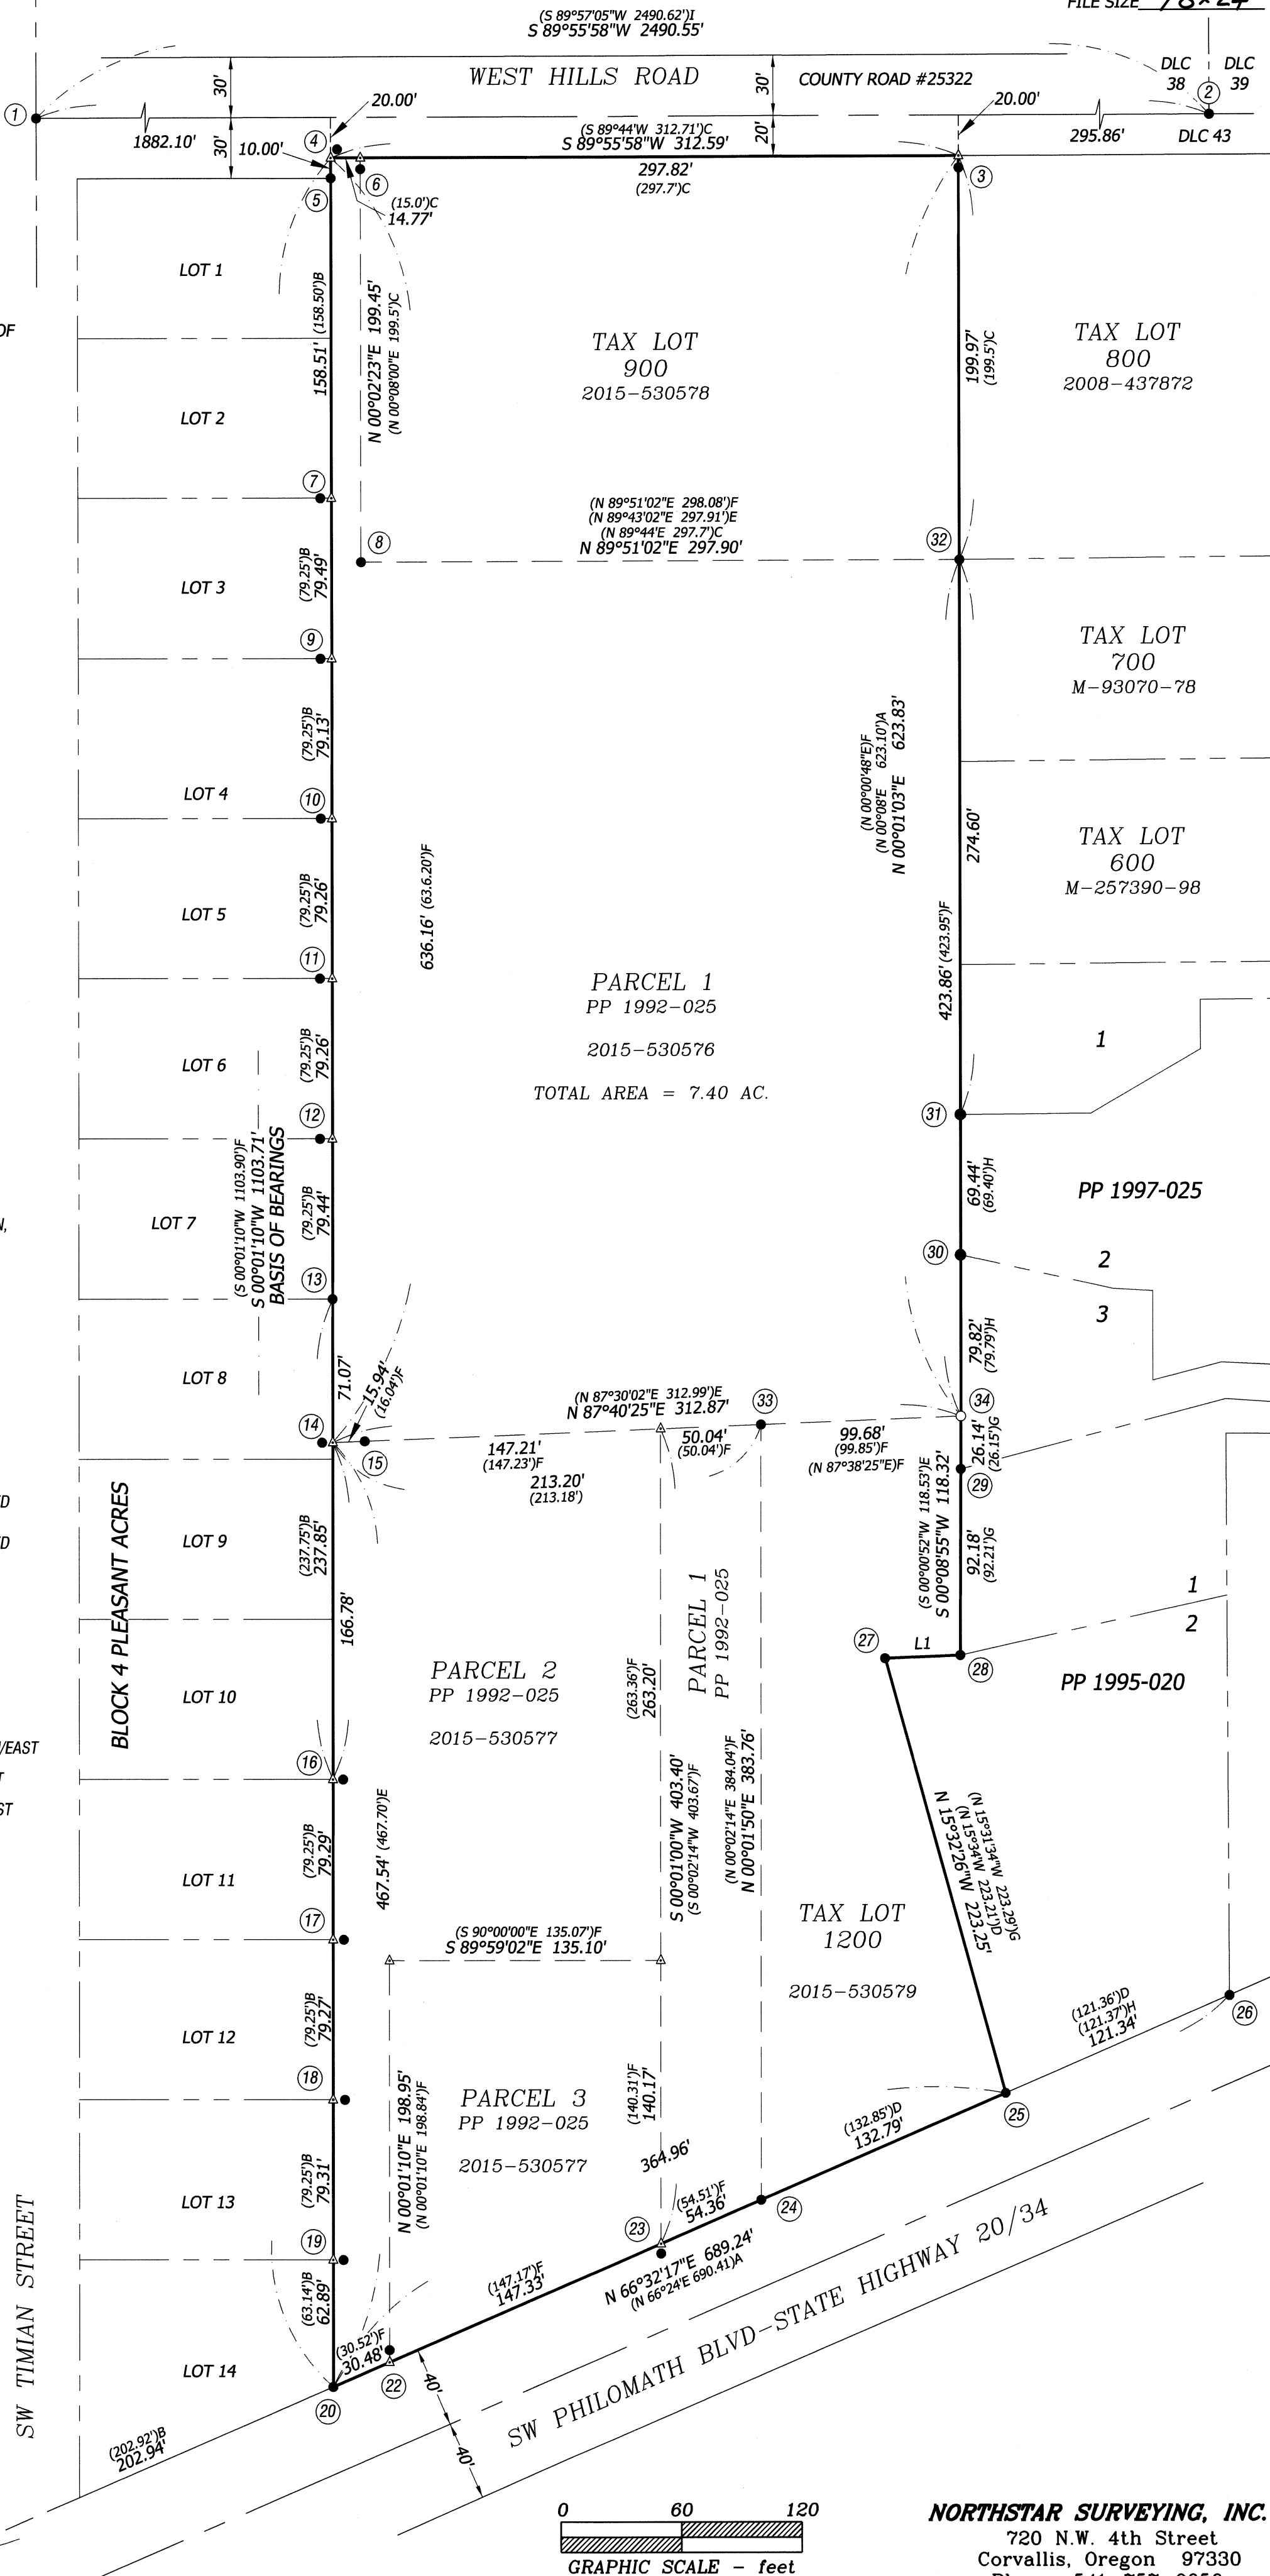 FILE SIZE 18×24
(S 89°57'05"W 2490.62')I
S 89°55'58"W 2490.55'
DLC 38
DLC 39
30'
WEST HILLS ROAD
30'
COUNTY ROAD #25322
1
2
20.00'
20.00'
1882.10'
30'
4
10.00'
(S 89°44'W 312.71')C
S 89°55'58"W 312.59'
20'
295.86'
DLC 43
297.82'
(297.7')C
3
5
6
(15.0')C
14.77'
LOT 1
158.51' (158.50')B
N 00°02'23"E 199.45'
(N 00°08'00"E 199.5')C
TAX LOT
900
2015-530578
199.97'
(199.5')C
TAX LOT
800
2008-437872
OF
LOT 2
7
8
(N 89°51'02"E 298.08')F
(N 89°43'02"E 297.91')E
(N 89°44'E 297.7')C
N 89°51'02"E 297.90'
32
LOT 3
(79.25')B
79.49'
9
TAX LOT
700
M-93070-78
(79.25')B
79.13'
(N 00°00'48"E)F
(N 00°08'E 623.10')A
N 00°01'03"E 623.83'
LOT 4
10
274.60'
TAX LOT
600
M-257390-98
636.16' (63.6.20')F
LOT 5
(79.25')B
79.26'
11
423.86' (423.95')F
PARCEL 1
PP 1992-025
2015-530576
TOTAL AREA = 7.40 AC.
1
LOT 6
(79.25')B
79.26'
12
31
(S 00°01'10"W 1103.90')F
S 00°01'10"W 1103.71'
BASIS OF BEARINGS
69.44'
(69.40')H
PP 1997-025
N,
LOT 7
(79.25')B
79.44'
13
30
2
3
79.82'
(79.79')H
LOT 8
71.07'
15.94'
(16.04')F
(N 87°30'02"E 312.99')E
N 87°40'25"E 312.87'
33
34
14
15
147.21'
(147.23')F
50.04'
(50.04')F
99.68'
(99.85')F
(N 87°38'25"E)F
213.20'
(213.18')
26.14'
(26.15')G
29
ED
ED
BLOCK 4 PLEASANT ACRES
LOT 9
(237.75')B
237.85'
166.78'
(S 00°00'52"W 118.53')E
S 00°08'55"W 118.32'
92.18'
(92.21')G
PARCEL 1
PP 1992-025
1
2
27
L1
28
LOT 10
PARCEL 2
PP 1992-025
2015-530577
(263.36')F
263.20'
PP 1995-020
/EAST
T
ST
16
S 00°01'00"W 403.40'
(S 00°02'14"W 403.67')F
(N 00°02'14"E 384.04')F
N 00°01'50"E 383.76'
(N 15°31'34"W 223.29')G
(N 15°34'W 223.21')D
N 15°32'26"W 223.25'
LOT 11
(79.25')B
79.29'
467.54' (467.70')E
17
(S 90°00'00"E 135.07')F
S 89°59'02"E 135.10'
TAX LOT
1200
2015-530579
(121.36')D
(121.37')H
121.34'
26
LOT 12
(79.25')B
79.27'
18
N 00°01'10"E 198.95'
(N 00°01'10"E 198.84')F
PARCEL 3
PP 1992-025
2015-530577
(140.31')F
140.17'
25
(132.85')D
132.79'
364.96'
LOT 13
(79.25')B
79.31'
19
23
(54.51')F
54.36'
24
N 66°32'17"E 689.24'
(N 66°24'E 690.41')A
(147.17')F
147.33'
(63.14')B
62.89'
LOT 14
(30.52')F
30.48'
22
20
40'
40'
SW TIMIAN STREET
SW PHILOMATH BLVD-STATE HIGHWAY 20/34
(202.92')B
202.94'
0 60 120
GRAPHIC SCALE - feet
NORTHSTAR SURVEYING, INC.
720 N.W. 4th Street
Corvallis, Oregon 97330